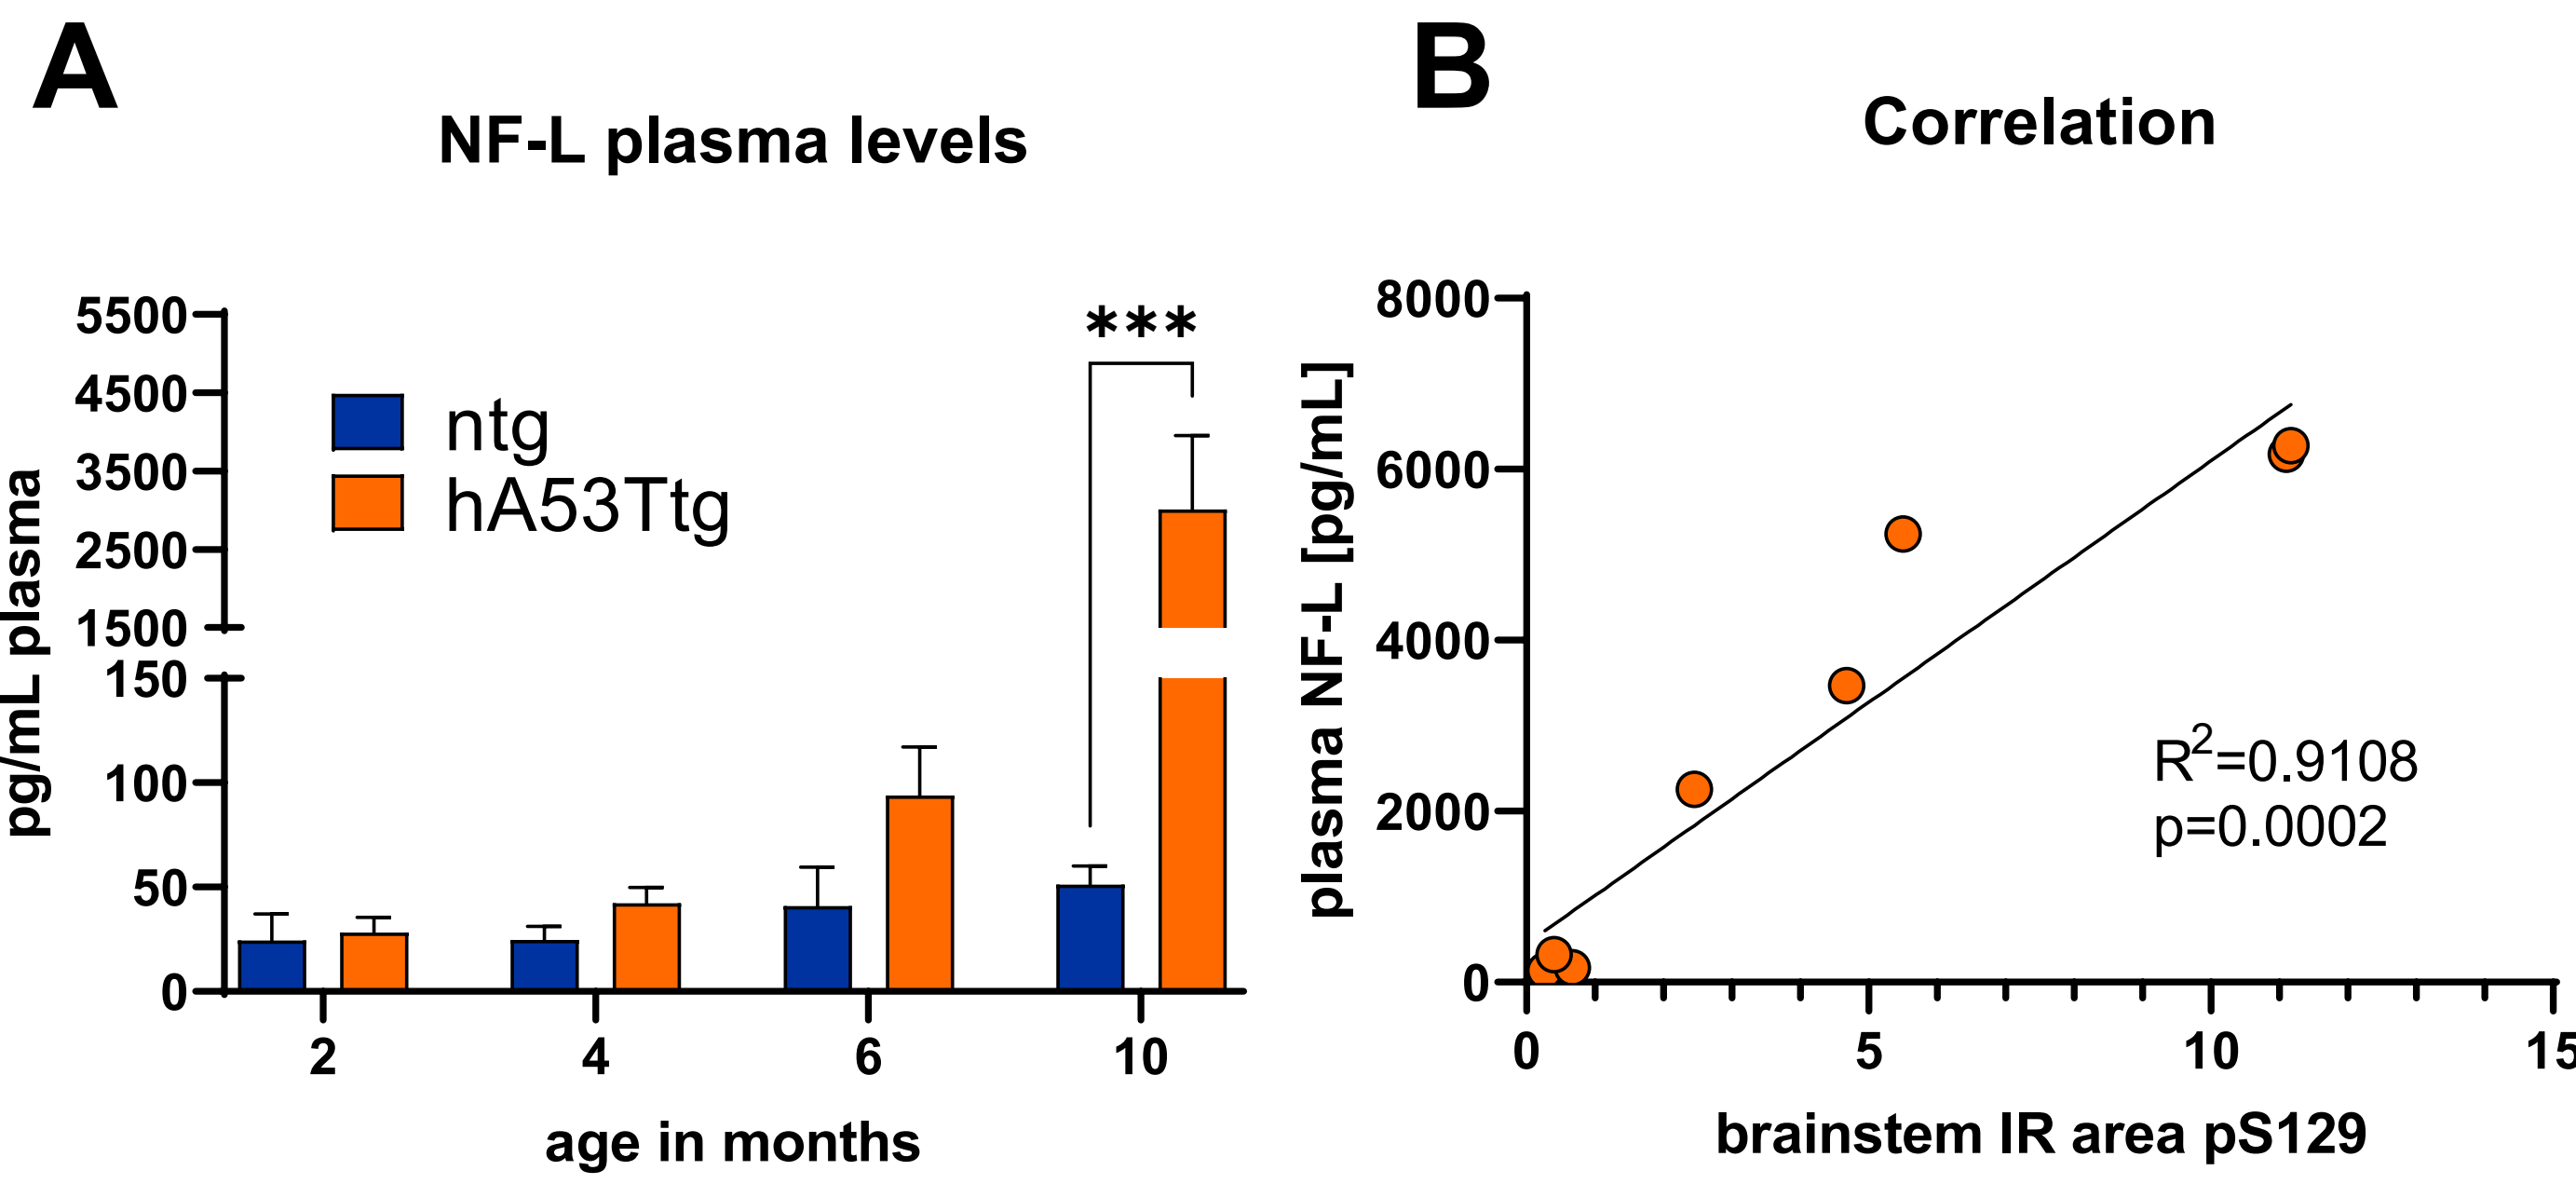 A
NF-L plasma levels
pg/mL plasma
5500
4500
3500
2500
1500
150
100
50
0
***
ntg
hA53Ttg
2
4
6
10
age in months
B
Correlation
plasma NF-L [pg/mL]
8000
6000
4000
2000
0
R²=0.9108
p=0.0002
0
5
10
15
brainstem IR area pS129